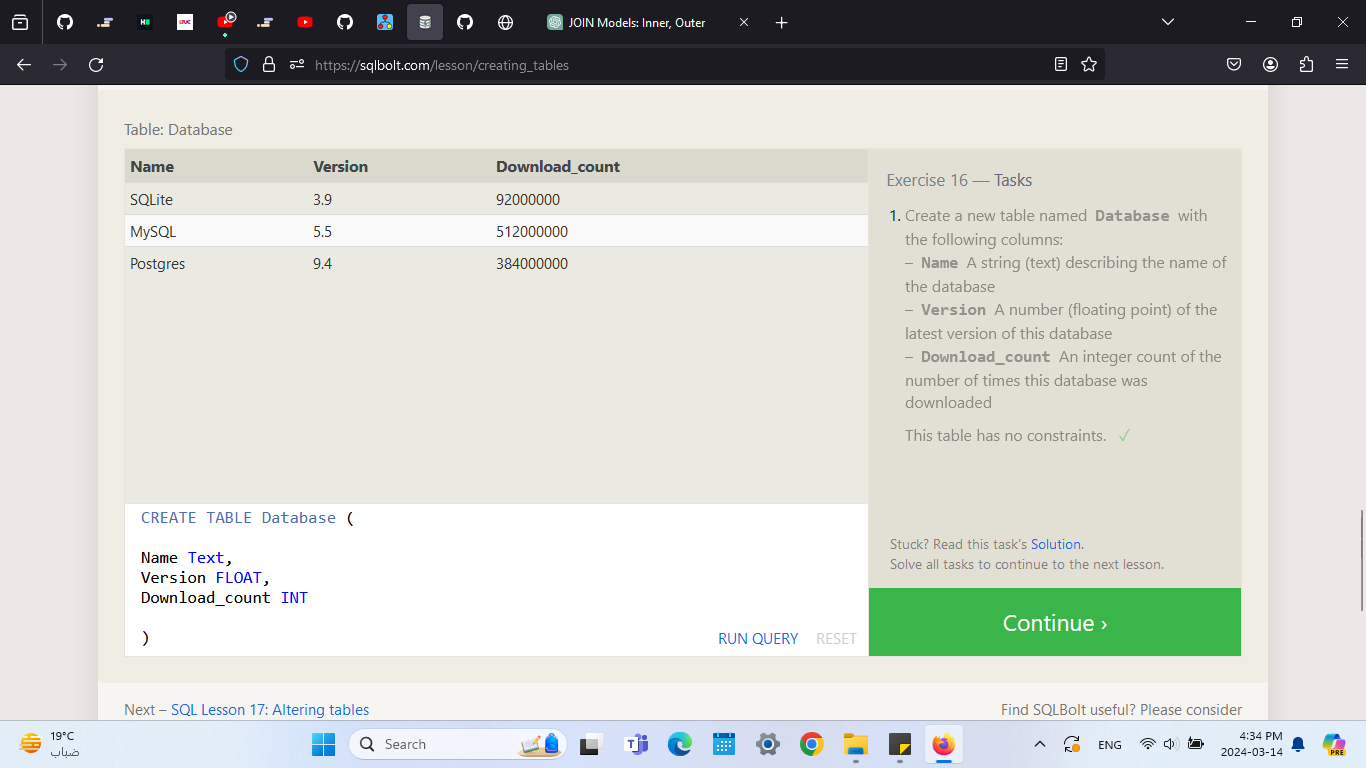 JOIN Models: Inner, Outer
https://sqlbolt.com/lesson/creating_tables
Table: Database
Name Version Download_count
SQLite 3.9 92000000
MySQL 5.5 512000000
Postgres 9.4 384000000
Exercise 16 — Tasks
1. Create a new table named Database with
the following columns:
– Name A string (text) describing the name of
the database
– Version A number (floating point) of the
latest version of this database
– Download_count An integer count of the
number of times this database was
downloaded
This table has no constraints. ✓
Stuck? Read this task's Solution.
Solve all tasks to continue to the next lesson.
Continue ›
CREATE TABLE Database (
Name Text,
Version FLOAT,
Download_count INT
)
RUN QUERY RESET
Next – SQL Lesson 17: Altering tables
Find SQLBolt useful? Please consider
19°C
ضباب
Search
ENG
4:34 PM
2024-03-14
PRE